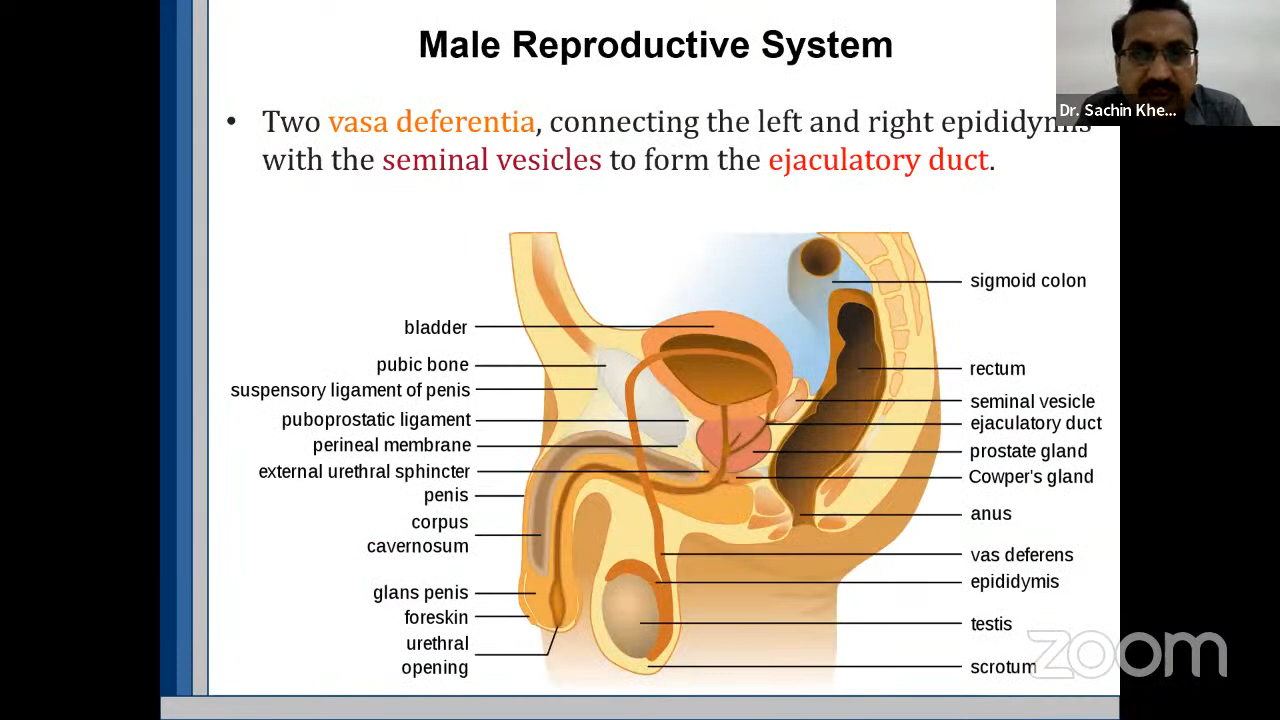 Male Reproductive System
Dr. Sachin Khe...
• Two vasa deferentia, connecting the left and right epididymis
with the seminal vesicles to form the ejaculatory duct.
sigmoid colon
bladder
pubic bone
rectum
suspensory ligament of penis
seminal vesicle
puboprostatic ligament
ejaculatory duct
perineal membrane
prostate gland
external urethral sphincter
Cowper's gland
penis
anus
corpus
cavernosum
vas deferens
epididymis
glans penis
foreskin
testis
urethral
opening
scrotum
zoom